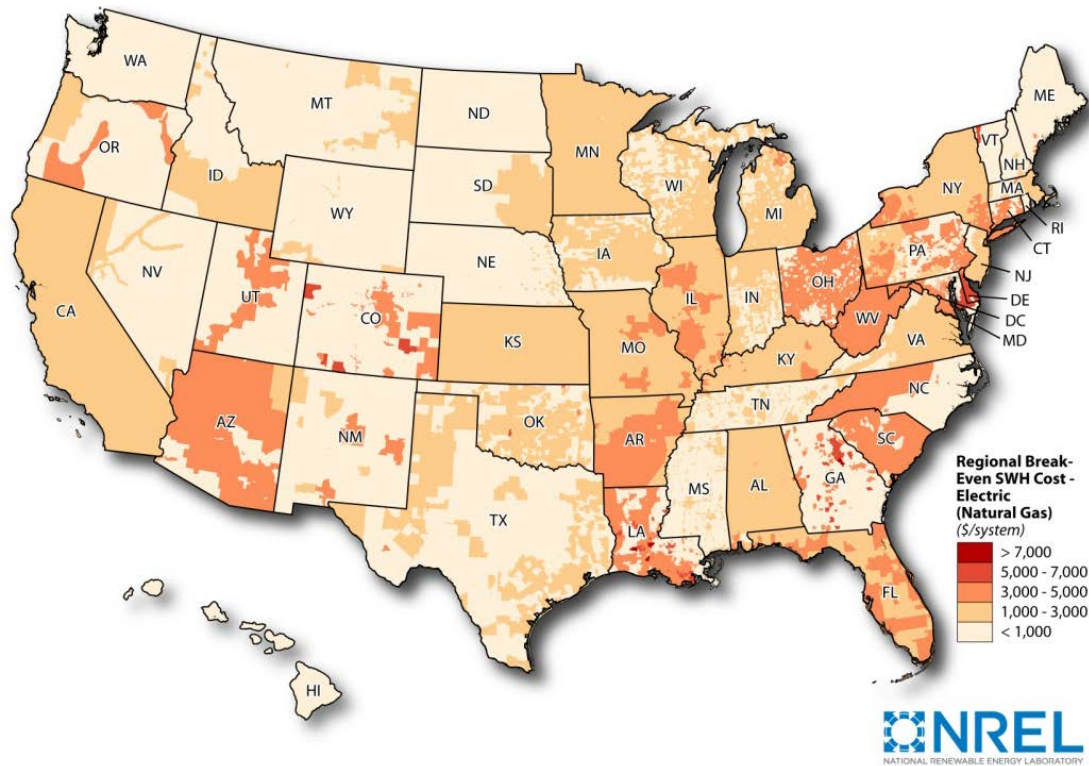 WA
MT
ND
MN
ME
VT
NH
OR
ID
SD
WI
MI
NY
MA
RI
CT
WY
IA
PA
NJ
NE
NV
UT
CO
IL
IN
OH
DE
DC
MD
WV
CA
KS
MO
KY
VA
AZ
NM
OK
AR
TN
NC
SC
MS
AL
GA
TX
LA
FL
HI
Regional Break-
Even SWH Cost -
Electric
(Natural Gas)
($/system)
> 7,000
5,000 - 7,000
3,000 - 5,000
1,000 - 3,000
< 1,000
NREL
NATIONAL RENEWABLE ENERGY LABORATORY